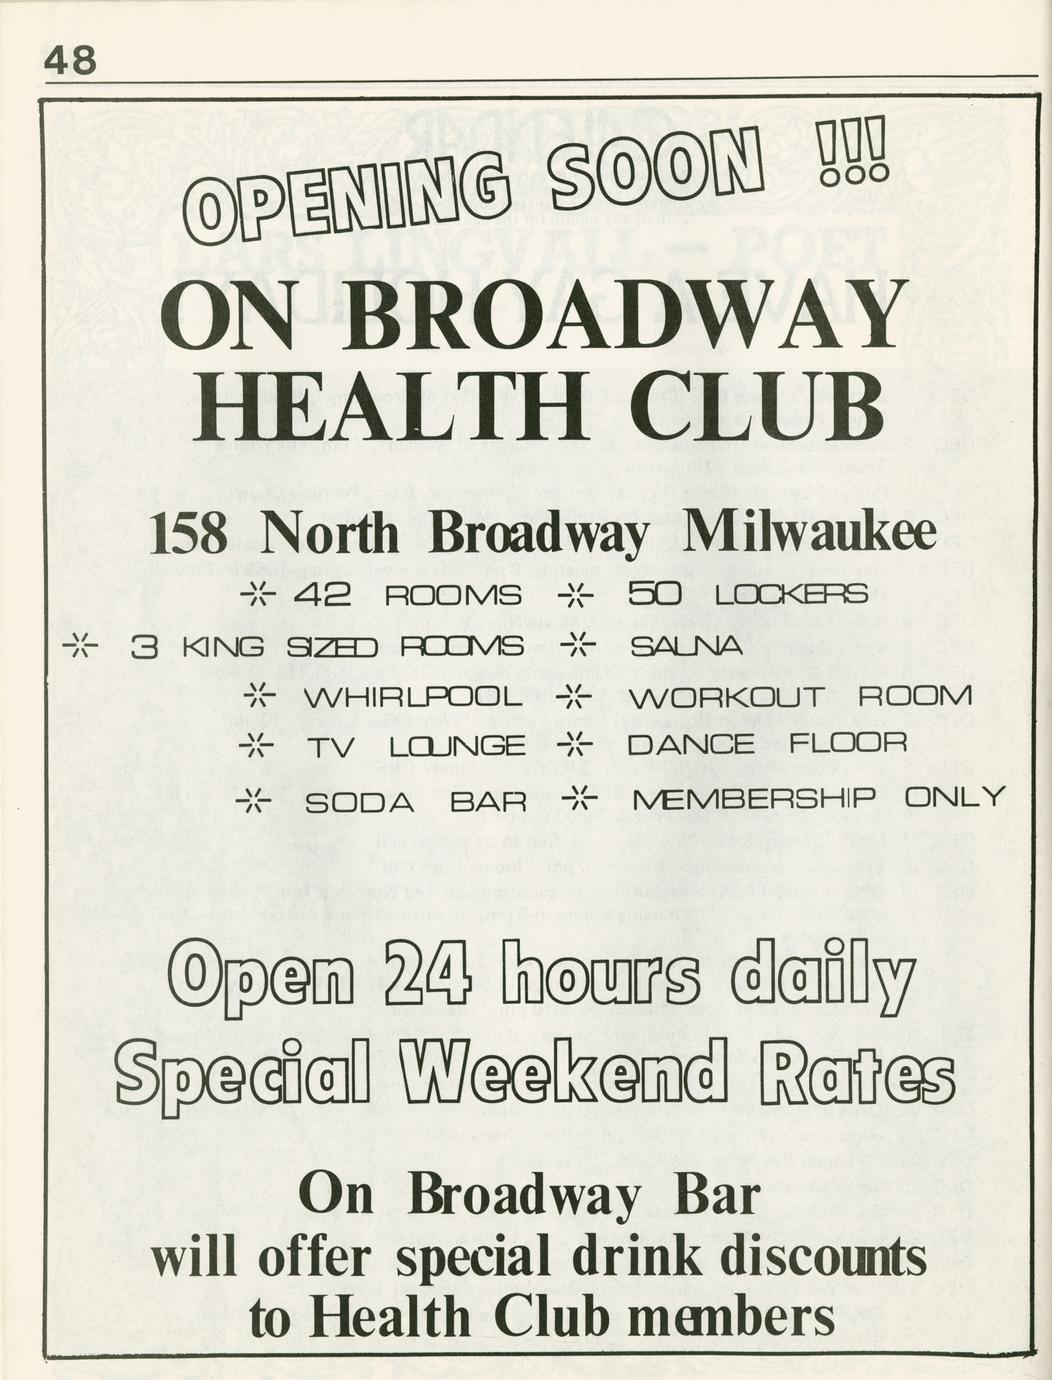 48
OPENING SOON !!!
ON BROADWAY
HEALTH CLUB
158 North Broadway Milwaukee
* 42 ROOMS * 50 LOCKERS
* 3 KING SIZED ROOMS * SAUNA
* WHIRLPOOL * WORKOUT ROOM
* TV LOUNGE * DANCE FLOOR
* SODA BAR * MEMBERSHIP ONLY
Open 24 hours daily
Special Weekend Rates
On Broadway Bar
will offer special drink discounts
to Health Club members